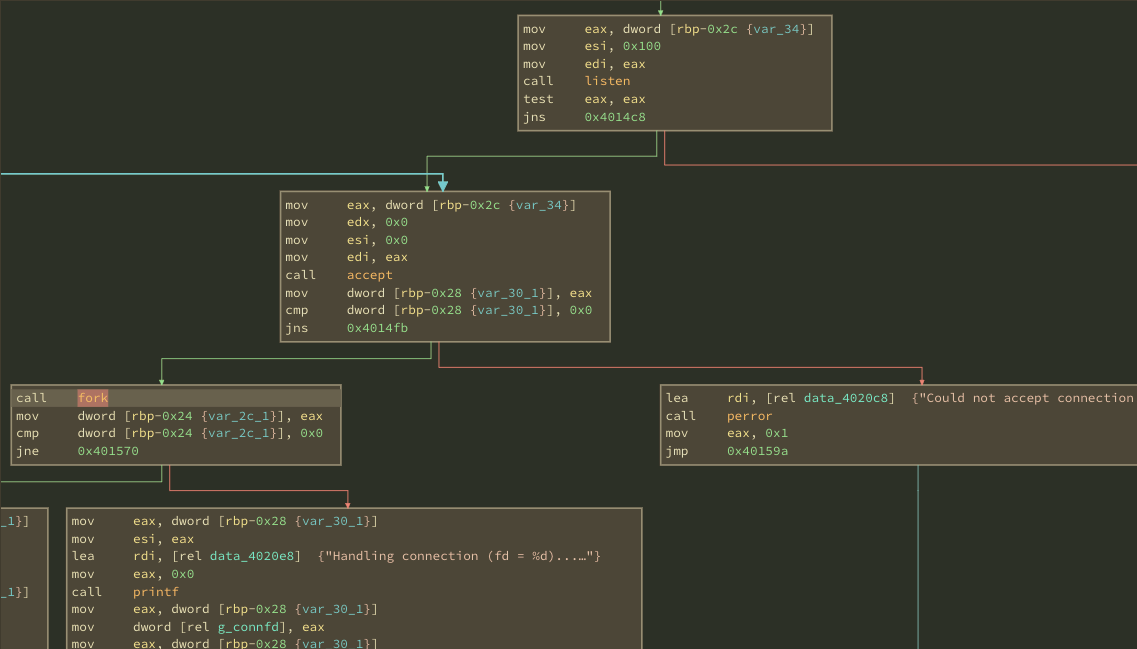 mov eax, dword [rbp-0x2c {var_34}]
mov esi, 0x100
mov edi, eax
call listen
test eax, eax
jns 0x4014c8
mov eax, dword [rbp-0x2c {var_34}]
mov edx, 0x0
mov esi, 0x0
mov edi, eax
call accept
mov dword [rbp-0x28 {var_30_1}], eax
cmp dword [rbp-0x28 {var_30_1}], 0x0
jns 0x4014fb
call fork
mov dword [rbp-0x24 {var_2c_1}], eax
cmp dword [rbp-0x24 {var_2c_1}], 0x0
jne 0x401570
lea rdi, [rel data_4020c8] {"Could not accept connection
call perror
mov eax, 0x1
jmp 0x40159a
_1}]
_1}]
mov eax, dword [rbp-0x28 {var_30_1}]
mov esi, eax
lea rdi, [rel data_4020e8] {"Handling connection (fd = %d)...…"}
mov eax, 0x0
call printf
mov eax, dword [rbp-0x28 {var_30_1}]
mov dword [rel g_connfd], eax
mov eax, dword [rbp-0x28 {var_30_1}]